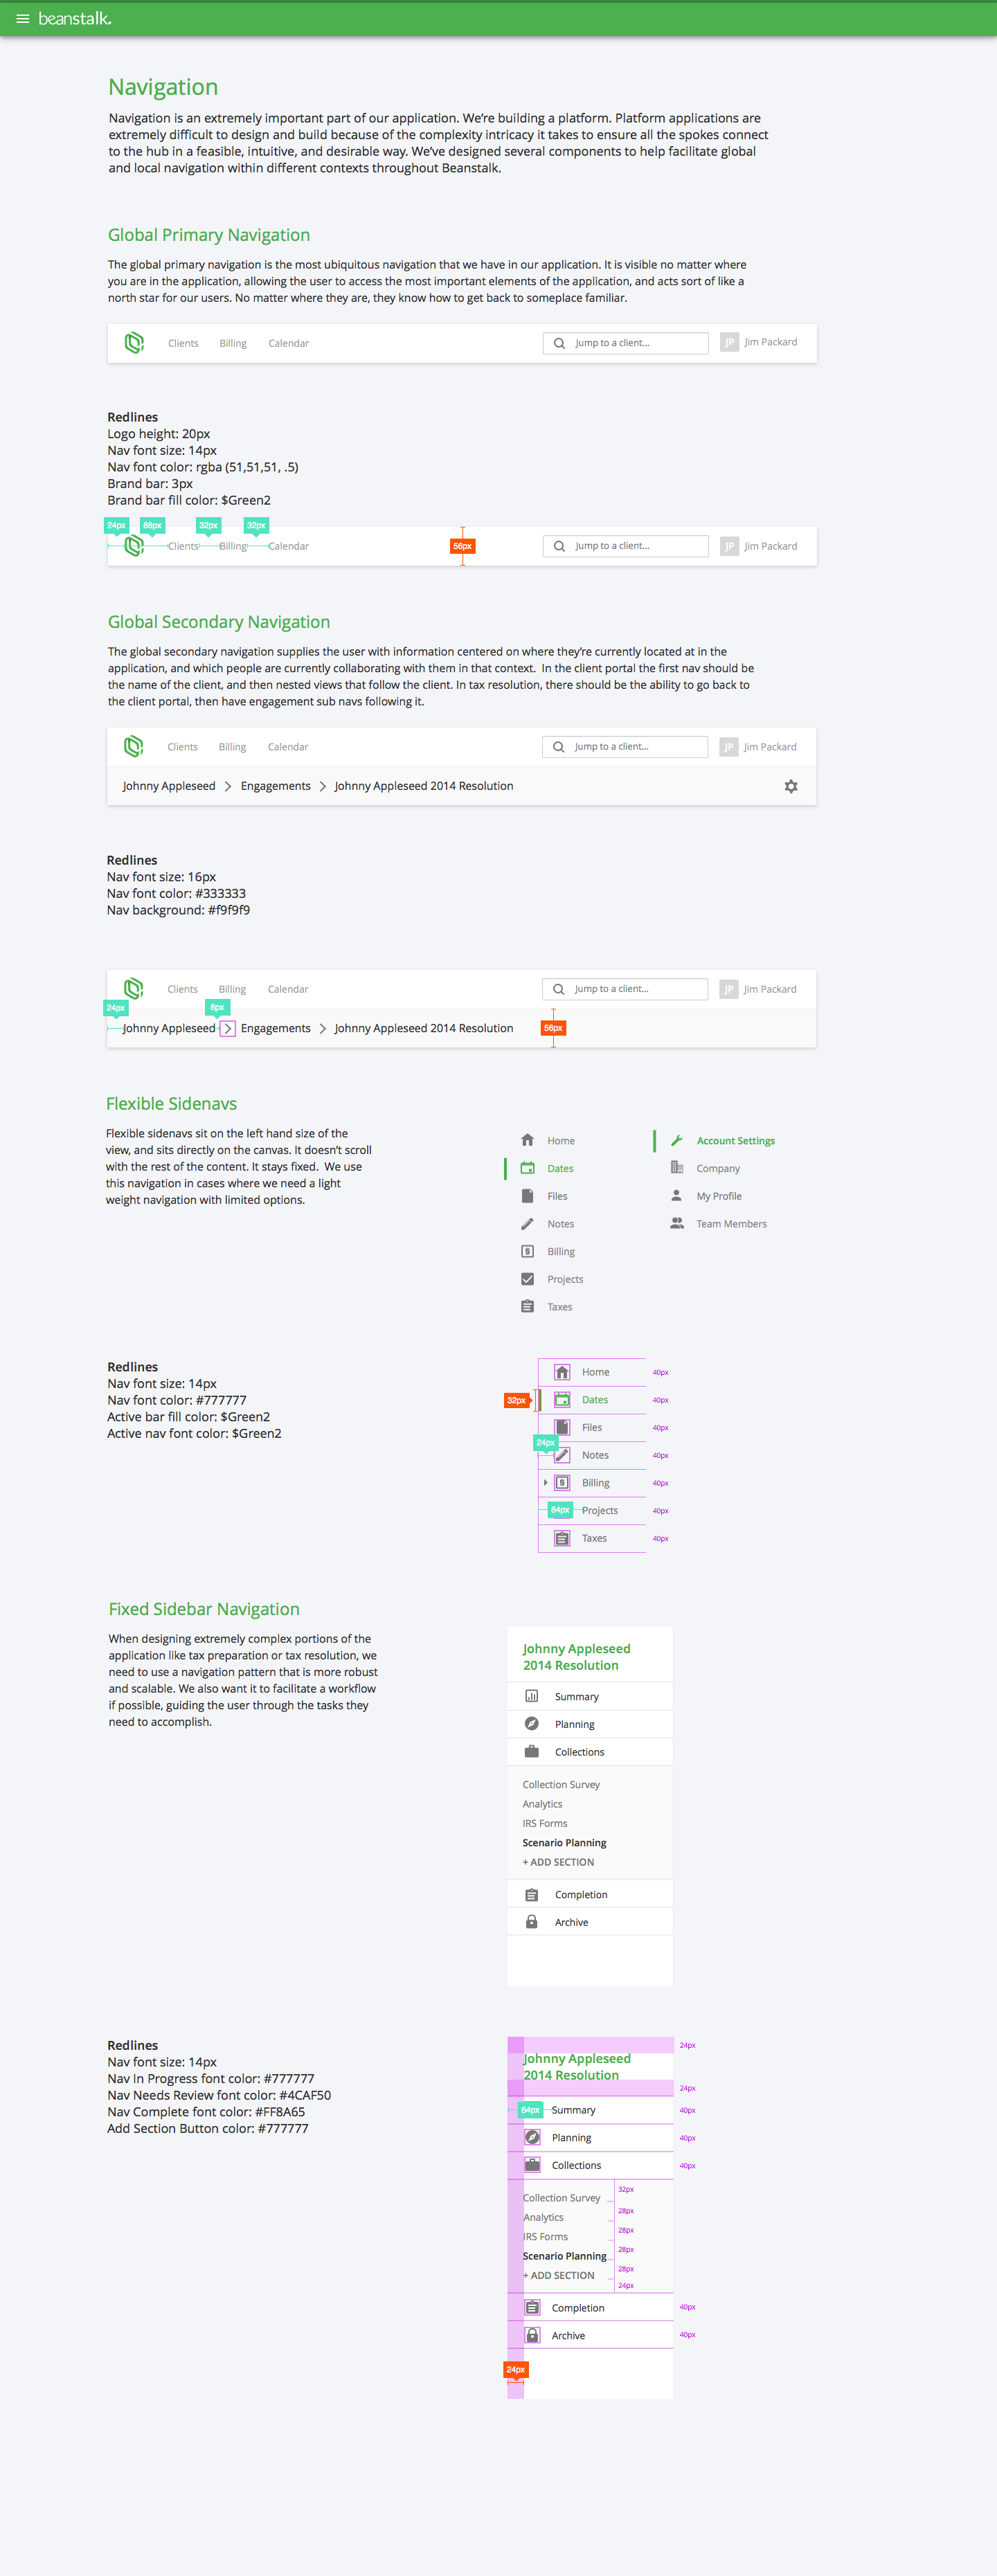 beanstalk.
Navigation
Navigation is an extremely important part of our application. We're building a platform. Platform applications are
extremely difficult to design and build because of the complexity intricacy it takes to ensure all the spokes connect
to the hub in a feasible, intuitive, and desirable way. We've designed several components to help facilitate global
and local navigation within different contexts throughout Beanstalk.
Global Primary Navigation
The global primary navigation is the most ubiquitous navigation that we have in our application. It is visible no matter where
you are in the application, allowing the user to access the most important elements of the application, and acts sort of like a
north star for our users. No matter where they are, they know how to get back to someplace familiar.
Clients Billing Calendar Jump to a client... JP Jim Packard
Redlines
Logo height: 20px
Nav font size: 14px
Nav font color: rgba (51,51,51, .5)
Brand bar: 3px
Brand bar fill color: $Green2
24px 88px 32px 32px
Clients Billing Calendar 56px Jump to a client... JP Jim Packard
Global Secondary Navigation
The global secondary navigation supplies the user with information centered on where they're currently located at in the
application, and which people are currently collaborating with them in that context. In the client portal the first nav should be
the name of the client, and then nested views that follow the client. In tax resolution, there should be the ability to go back to
the client portal, then have engagement sub navs following it.
Clients Billing Calendar Jump to a client... JP Jim Packard
Johnny Appleseed Engagements Johnny Appleseed 2014 Resolution
Redlines
Nav font size: 16px
Nav font color: #333333
Nav background: #f9f9f9
Clients Billing Calendar Jump to a client... JP Jim Packard
24px 8px
Johnny Appleseed Engagements Johnny Appleseed 2014 Resolution 56px
Flexible Sidenavs
Flexible sidenavs sit on the left hand size of the
view, and sits directly on the canvas. It doesn't scroll
with the rest of the content. It stays fixed. We use
this navigation in cases where we need a light
weight navigation with limited options.
Home
Dates
Files
Notes
Billing
Projects
Taxes
Account Settings
Company
My Profile
Team Members
Redlines
Nav font size: 14px
Nav font color: #777777
Active bar fill color: $Green2
Active nav font color: $Green2
Home 40px
32px Dates 40px
Files 40px
24px
Notes 40px
Billing 40px
64px Projects 40px
Taxes 40px
Fixed Sidebar Navigation
When designing extremely complex portions of the
application like tax preparation or tax resolution, we
need to use a navigation pattern that is more robust
and scalable. We also want it to facilitate a workflow
if possible, guiding the user through the tasks they
need to accomplish.
Johnny Appleseed
2014 Resolution
Summary
Planning
Collections
Collection Survey
Analytics
IRS Forms
Scenario Planning
+ ADD SECTION
Completion
Archive
Redlines
Nav font size: 14px
Nav In Progress font color: #777777
Nav Needs Review font color: #4CAF50
Nav Complete font color: #FF8A65
Add Section Button color: #777777
24px
Johnny Appleseed
2014 Resolution
24px
64px Summary 40px
Planning 40px
Collections 40px
32px
Collection Survey
28px
Analytics
28px
IRS Forms
28px
Scenario Planning
28px
+ ADD SECTION
24px
Completion 40px
Archive 40px
24px